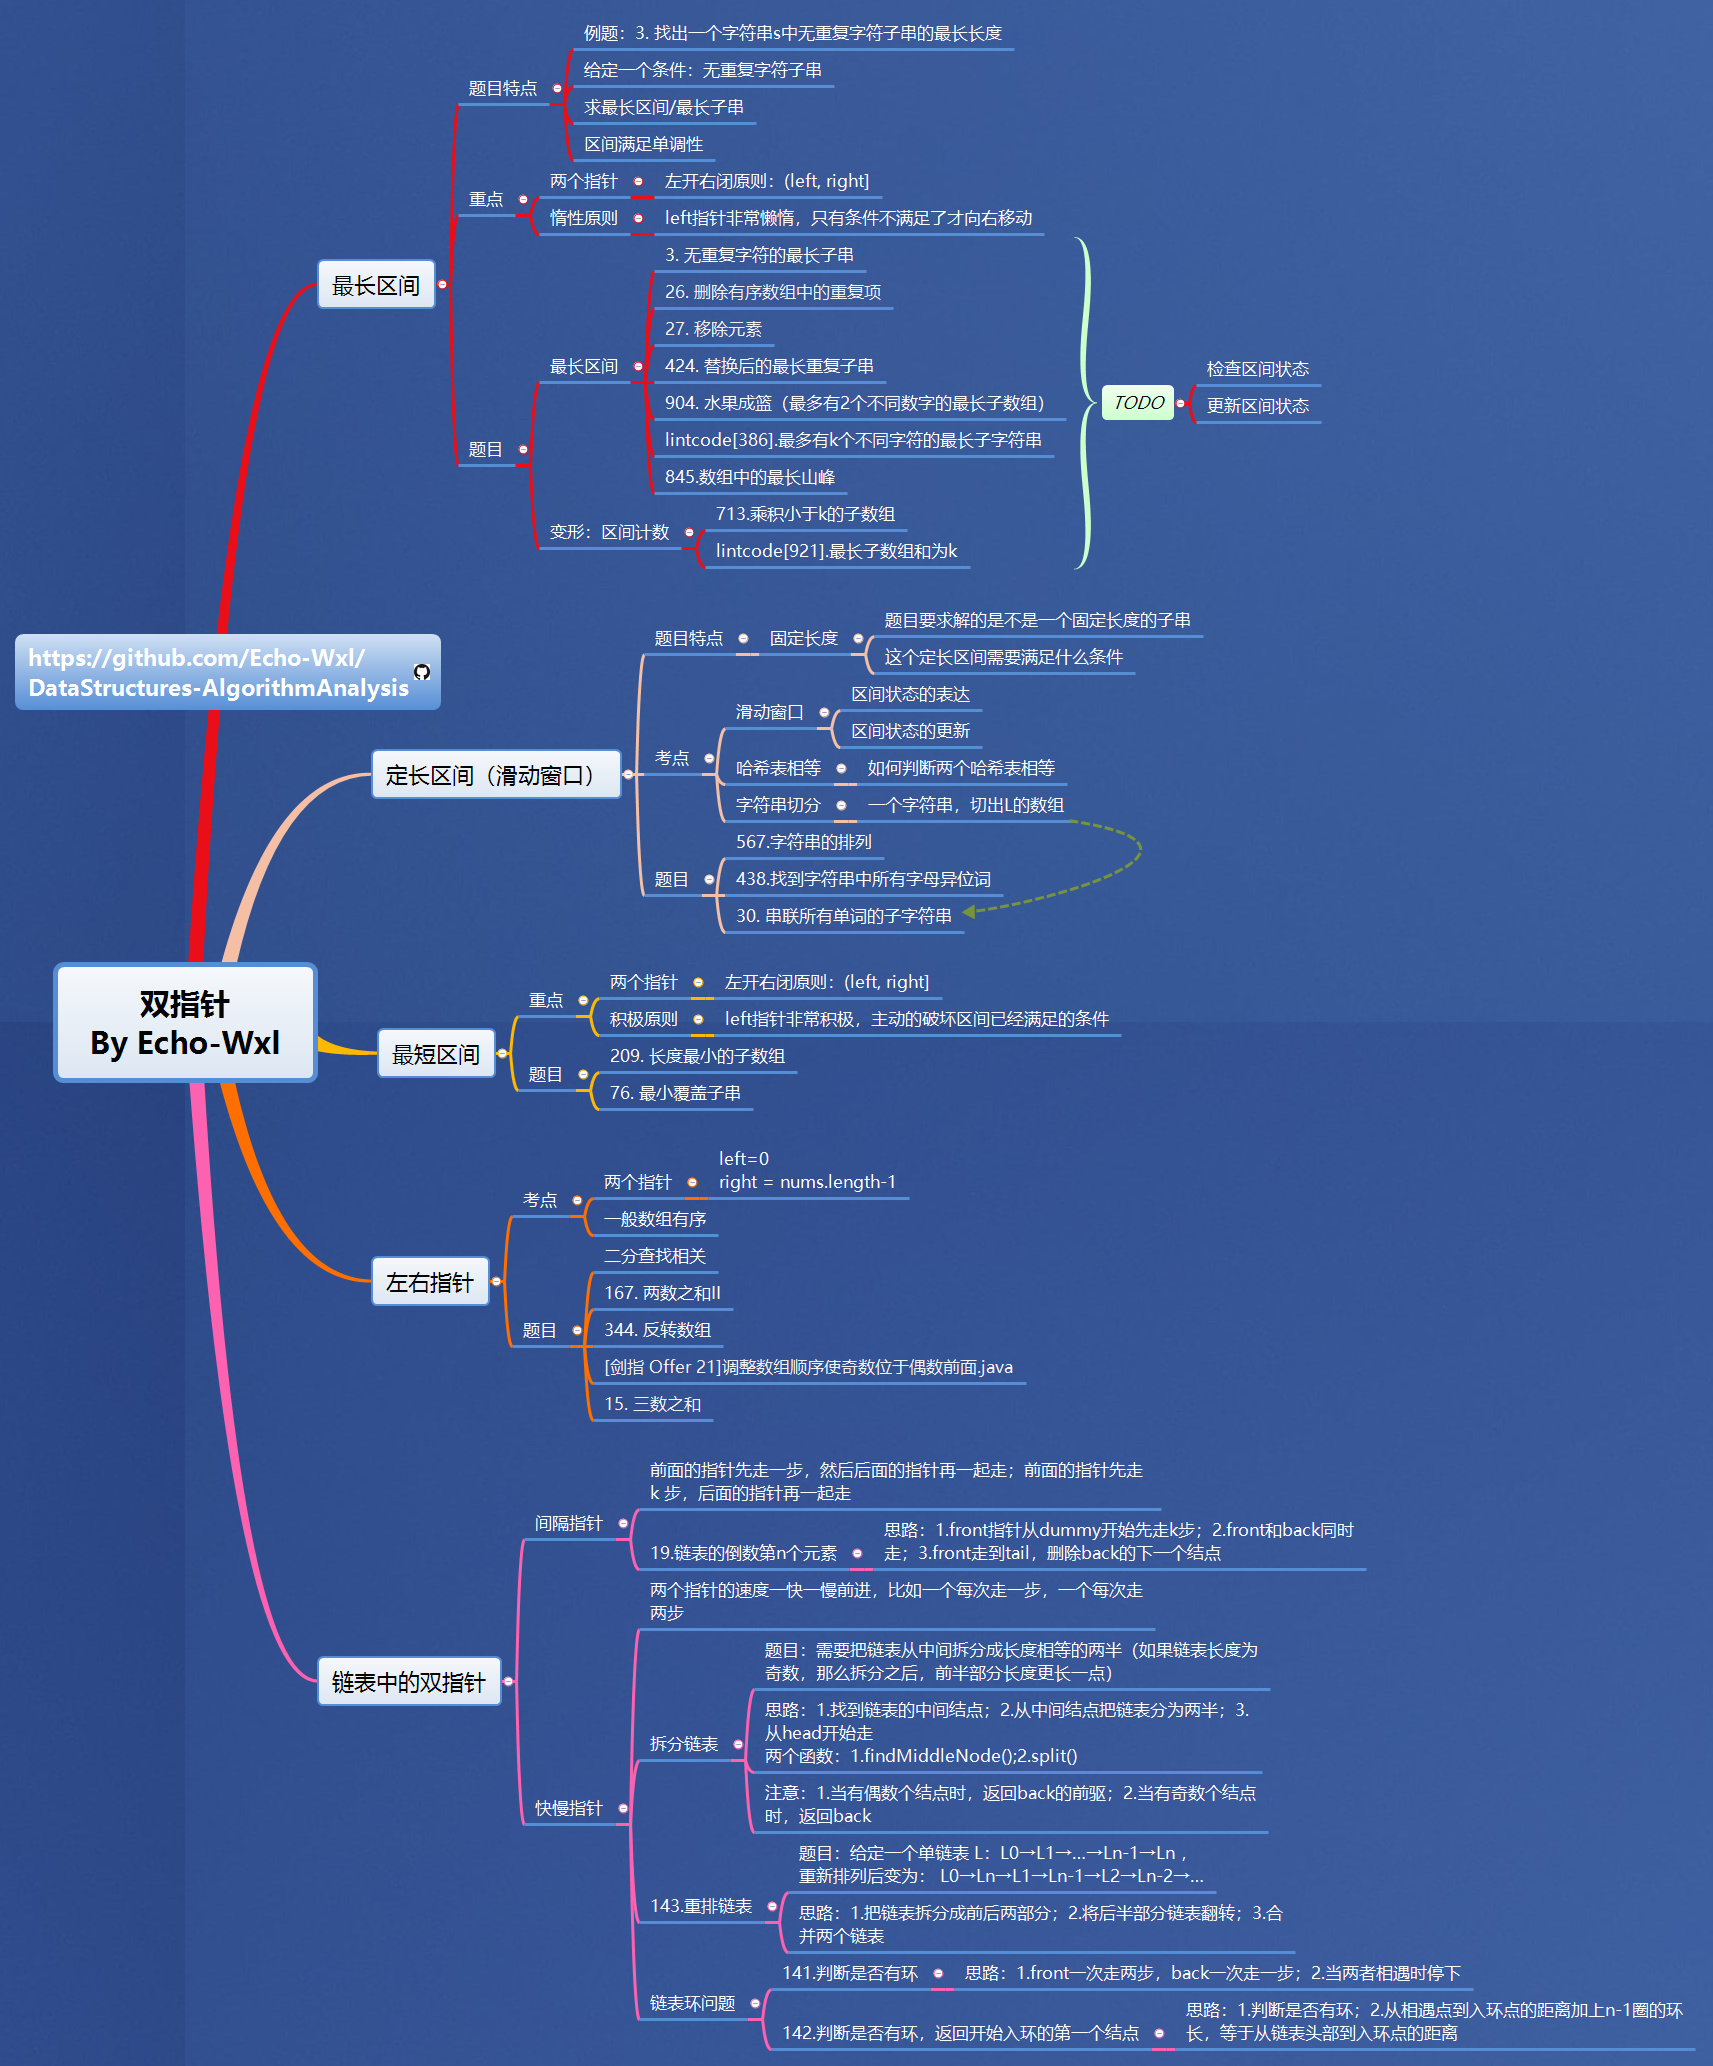 例题：3. 找出一个字符串s中无重复字符子串的最长长度
给定一个条件：无重复字符子串
题目特点
求最长区间/最长子串
区间满足单调性
两个指针
左开右闭原则：(left, right]
重点
惰性原则
left指针非常懒惰，只有条件不满足了才向右移动
最长区间
3. 无重复字符的最长子串
26. 删除有序数组中的重复项
27. 移除元素
最长区间
424. 替换后的最长重复子串
904. 水果成篮（最多有2个不同数字的最长子数组）
lintcode[386].最多有k个不同字符的最长子字符串
845.数组中的最长山峰
题目
变形：区间计数
713.乘积小于k的子数组
lintcode[921].最长子数组和为k
TODO
检查区间状态
更新区间状态
https://github.com/Echo-Wxl/
DataStructures-AlgorithmAnalysis
定长区间（滑动窗口）
题目特点
固定长度
题目要求解的是不是一个固定长度的子串
这个定长区间需要满足什么条件
考点
滑动窗口
区间状态的表达
区间状态的更新
哈希表相等
如何判断两个哈希表相等
字符串切分
一个字符串，切出L的数组
题目
567.字符串的排列
438.找到字符串中所有字母异位词
30. 串联所有单词的子字符串
双指针
By Echo-Wxl
最短区间
重点
两个指针
左开右闭原则：(left, right]
积极原则
left指针非常积极，主动的破坏区间已经满足的条件
题目
209. 长度最小的子数组
76. 最小覆盖子串
左右指针
考点
两个指针
left=0
right = nums.length-1
一般数组有序
题目
二分查找相关
167. 两数之和II
344. 反转数组
[剑指 Offer 21]调整数组顺序使奇数位于偶数前面.java
15. 三数之和
链表中的双指针
间隔指针
前面的指针先走一步，然后后面的指针再一起走；前面的指针先走
k 步，后面的指针再一起走
19.链表的倒数第n个元素
思路：1.front指针从dummy开始先走k步；2.front和back同时
走；3.front走到tail，删除back的下一个结点
快慢指针
两个指针的速度一快一慢前进，比如一个每次走一步，一个每次走
两步
拆分链表
题目：需要把链表从中间拆分成长度相等的两半（如果链表长度为
奇数，那么拆分之后，前半部分长度更长一点）
思路：1.找到链表的中间结点；2.从中间结点把链表分为两半；3.
从head开始走
两个函数：1.findMiddleNode();2.split()
注意：1.当有偶数个结点时，返回back的前驱；2.当有奇数个结点
时，返回back
143.重排链表
题目：给定一个单链表 L：L0→L1→…→Ln-1→Ln ，
重新排列后变为： L0→Ln→L1→Ln-1→L2→Ln-2→…
思路：1.把链表拆分成前后两部分；2.将后半部分链表翻转；3.合
并两个链表
链表环问题
141.判断是否有环
思路：1.front一次走两步，back一次走一步；2.当两者相遇时停下
142.判断是否有环，返回开始入环的第一个结点
思路：1.判断是否有环；2.从相遇点到入环点的距离加上n-1圈的环
长，等于从链表头部到入环点的距离